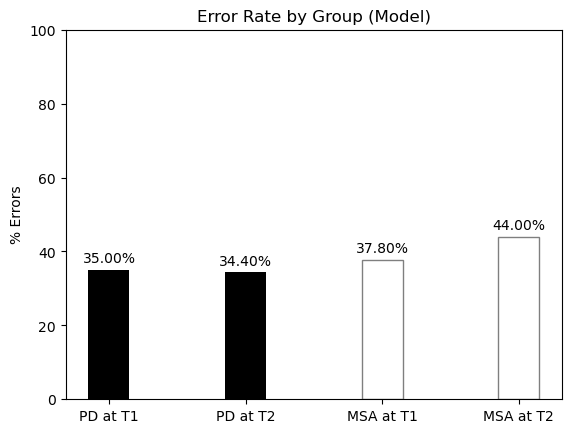 Error Rate by Group (Model)
% Errors
100
80
60
40
20
0
35.00%
34.40%
37.80%
44.00%
PD at T1
PD at T2
MSA at T1
MSA at T2